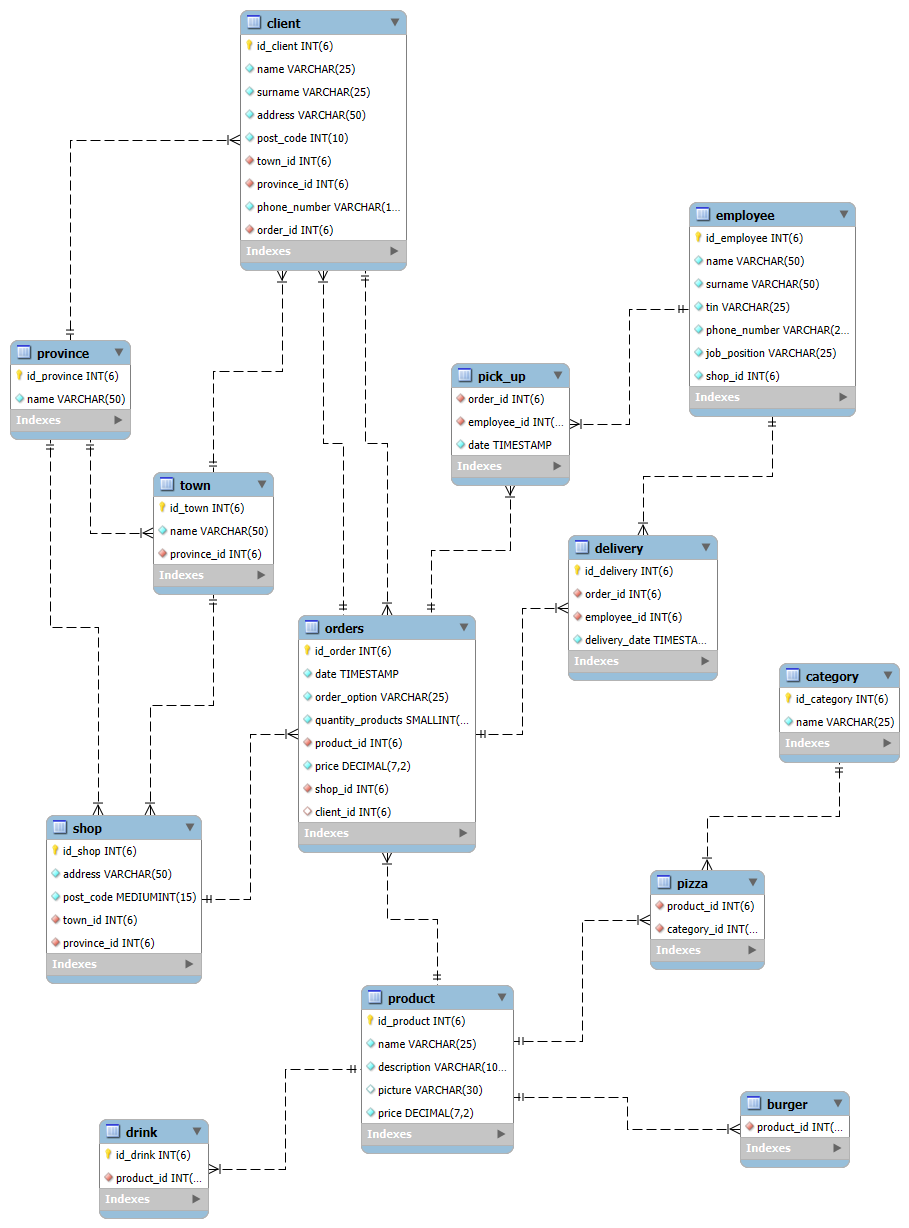 client
id_client INT(6)
name VARCHAR(25)
surname VARCHAR(25)
address VARCHAR(50)
post_code INT(10)
town_id INT(6)
province_id INT(6)
phone_number VARCHAR(1...
order_id INT(6)
Indexes
employee
id_employee INT(6)
name VARCHAR(50)
surname VARCHAR(50)
tin VARCHAR(25)
phone_number VARCHAR(2...
job_position VARCHAR(25)
shop_id INT(6)
Indexes
province
id_province INT(6)
name VARCHAR(50)
Indexes
pick_up
order_id INT(6)
employee_id INT(...
date TIMESTAMP
Indexes
town
id_town INT(6)
name VARCHAR(50)
province_id INT(6)
Indexes
delivery
id_delivery INT(6)
order_id INT(6)
employee_id INT(6)
delivery_date TIMESTA...
Indexes
orders
id_order INT(6)
date TIMESTAMP
order_option VARCHAR(25)
quantity_products SMALLINT(...
product_id INT(6)
price DECIMAL(7,2)
shop_id INT(6)
client_id INT(6)
Indexes
category
id_category INT(6)
name VARCHAR(25)
Indexes
shop
id_shop INT(6)
address VARCHAR(50)
post_code MEDIUMINT(15)
town_id INT(6)
province_id INT(6)
Indexes
pizza
product_id INT(6)
category_id INT(...
Indexes
product
id_product INT(6)
name VARCHAR(25)
description VARCHAR(10...
picture VARCHAR(30)
price DECIMAL(7,2)
Indexes
burger
product_id INT(...
Indexes
drink
id_drink INT(6)
product_id INT(...
Indexes